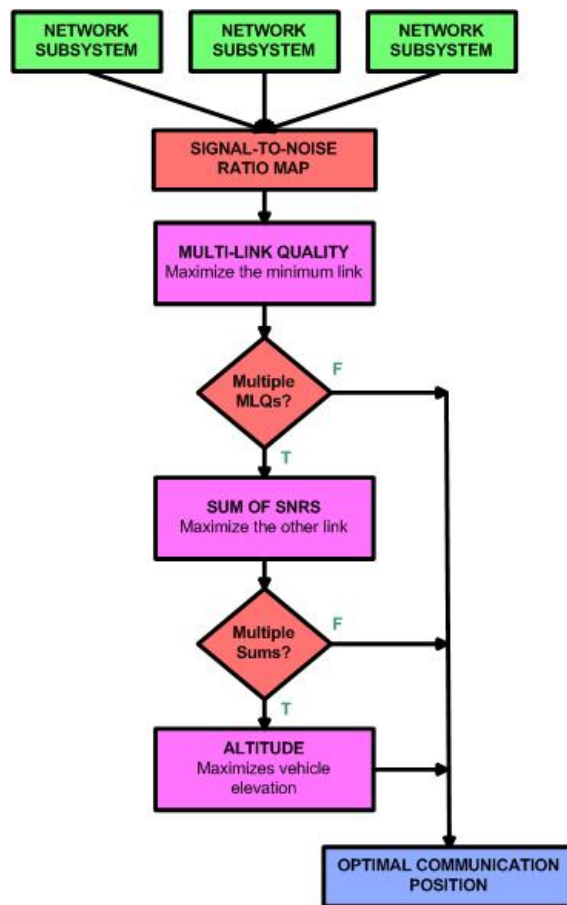 NETWORK
SUBSYSTEM
NETWORK
SUBSYSTEM
NETWORK
SUBSYSTEM
SIGNAL-TO-NOISE
RATIO MAP
MULTI-LINK QUALITY
Maximize the minimum link
Multiple
MLQs?
F
T
SUM OF SNRS
Maximize the other link
Multiple
Sums?
F
T
ALTITUDE
Maximizes vehicle
elevation
OPTIMAL COMMUNICATION
POSITION